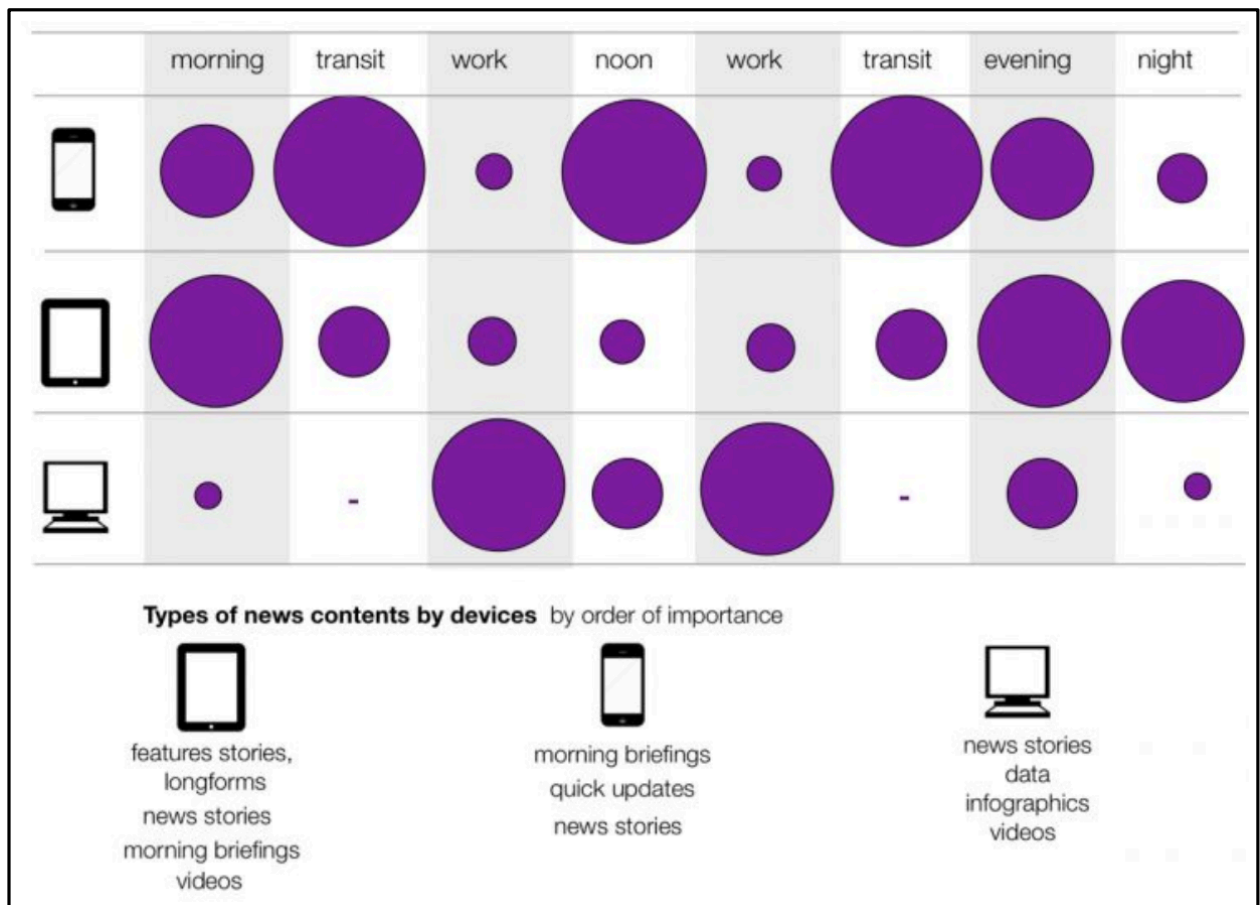 morning transit work noon work transit evening night
-
-
Types of news contents by devices by order of importance
features stories,
longforms
news stories
morning briefings
videos
morning briefings
quick updates
news stories
news stories
data
infographics
videos